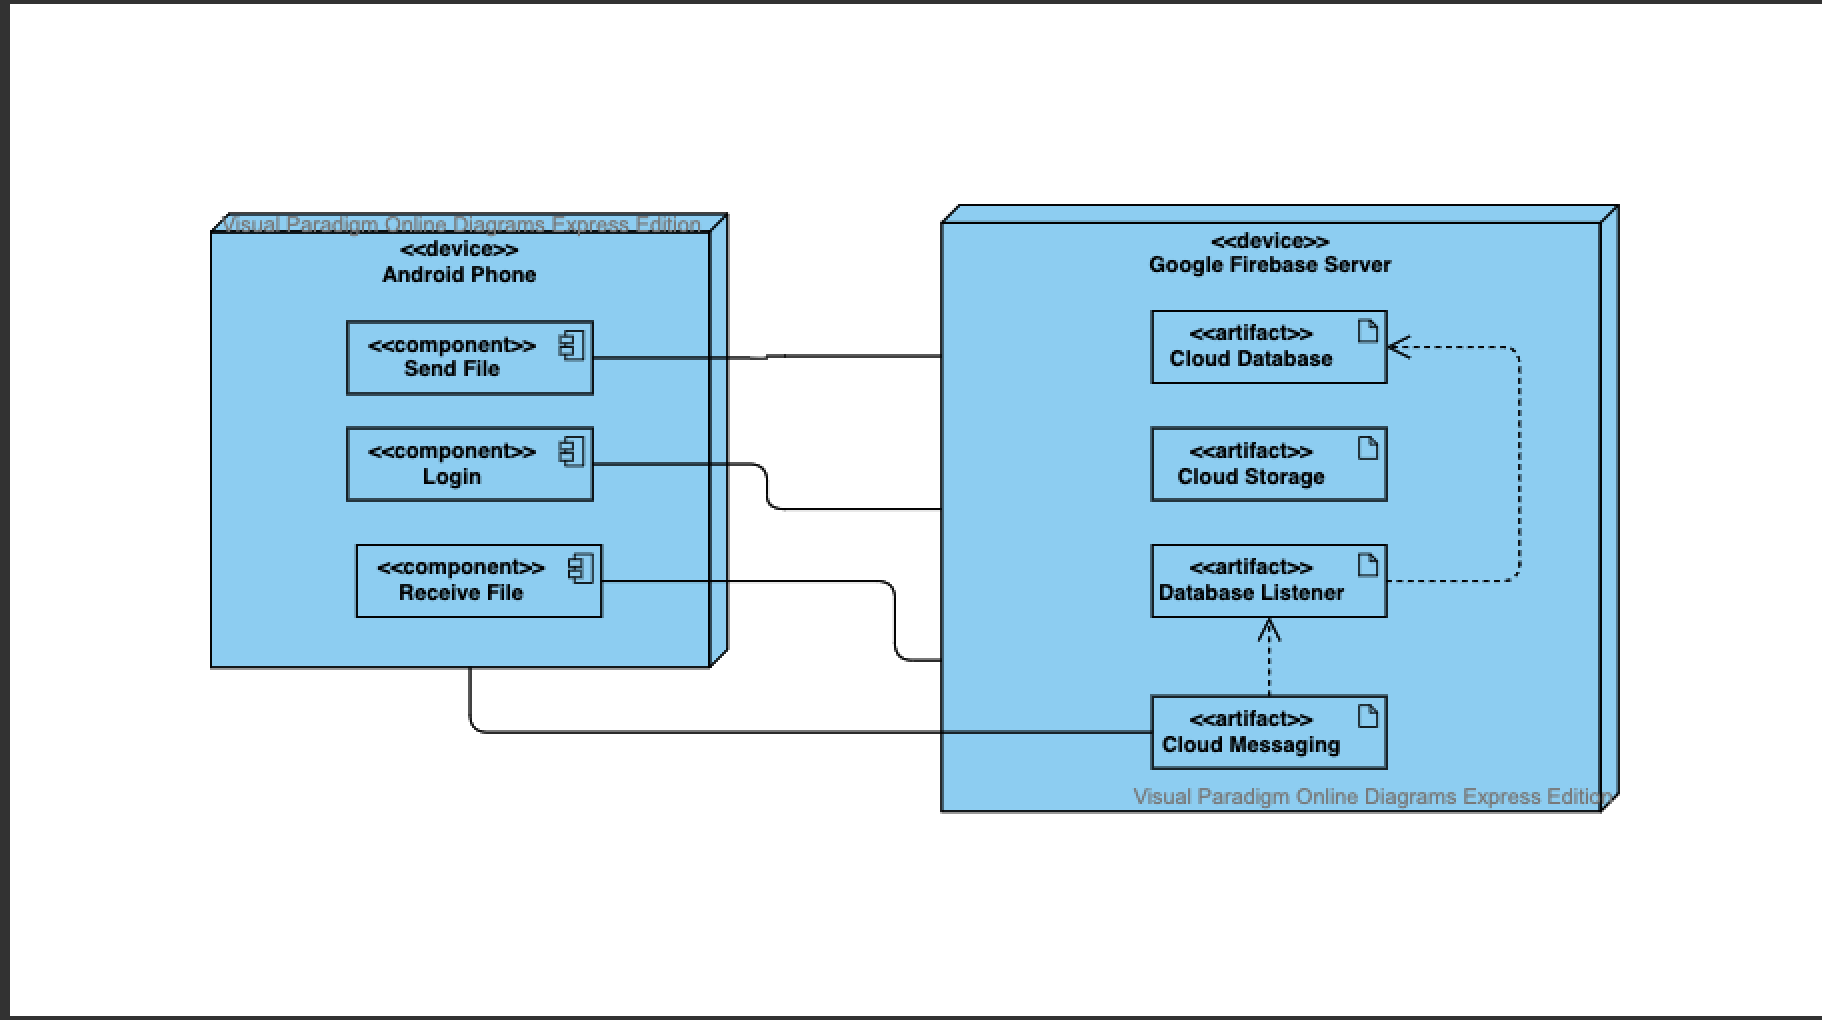 Visual Paradigm Online Diagrams Express Edition
<<device>>
Android Phone
<<component>>
Send File
<<component>>
Login
<<component>>
Receive File
<<device>>
Google Firebase Server
<<artifact>>
Cloud Database
<<artifact>>
Cloud Storage
<<artifact>>
Database Listener
<<artifact>>
Cloud Messaging
Visual Paradigm Online Diagrams Express Edition